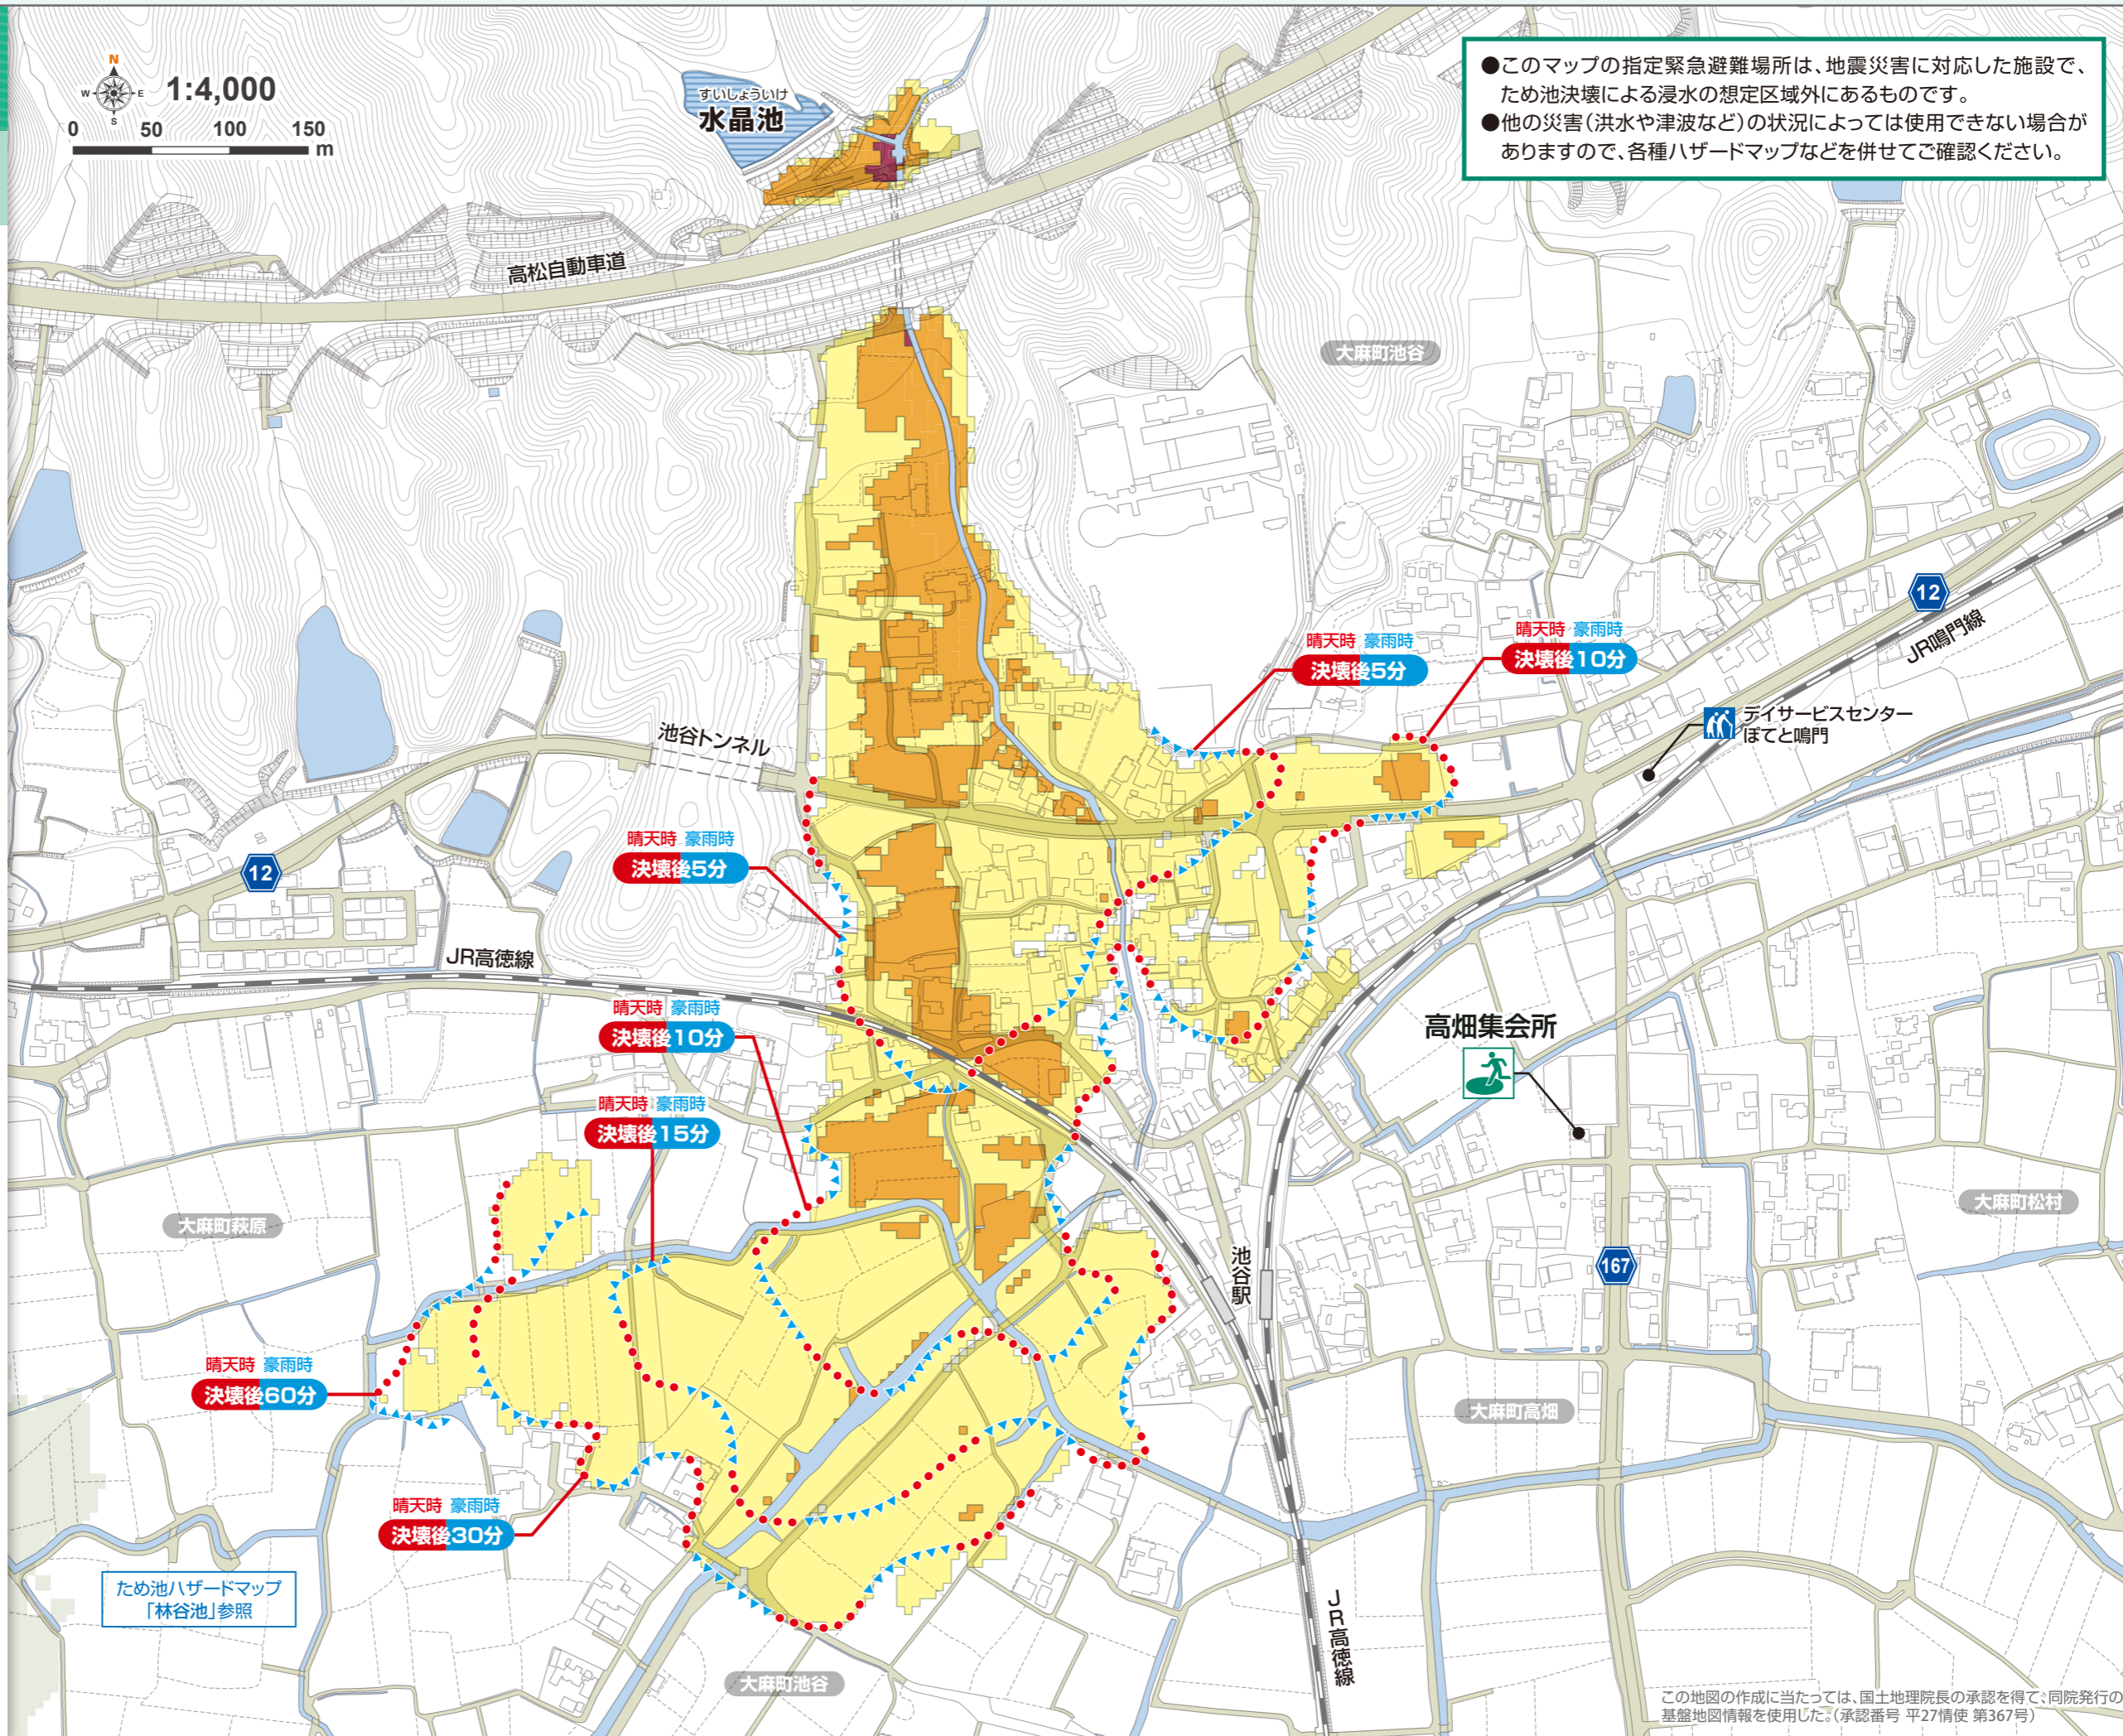 N
W
E
S
1:4,000
0 50 100 150
m
すいしょういけ
水晶池
●このマップの指定緊急避難場所は、地震災害に対応した施設で、
ため池決壊による浸水の想定区域外にあるものです。
●他の災害(洪水や津波など)の状況によっては使用できない場合が
ありますので、各種ハザードマップなどを併せてご確認ください。
高松自動車道
大麻町池谷
12
JR鳴門線
晴天時 豪雨時
決壊後5分
晴天時 豪雨時
決壊後10分
デイサービスセンター
ぽてと鳴門
池谷トンネル
晴天時 豪雨時
決壊後5分
12
JR高徳線
晴天時 豪雨時
決壊後10分
高畑集会所
晴天時 豪雨時
決壊後15分
大麻町萩原
大麻町松村
池谷駅
167
晴天時 豪雨時
決壊後60分
大麻町高畑
晴天時 豪雨時
決壊後30分
ため池ハザードマップ
「林谷池」参照
JR高徳線
大麻町池谷
この地図の作成に当たっては、国土地理院長の承認を得て、同院発行の
基盤地図情報を使用した。(承認番号 平27情使 第367号)